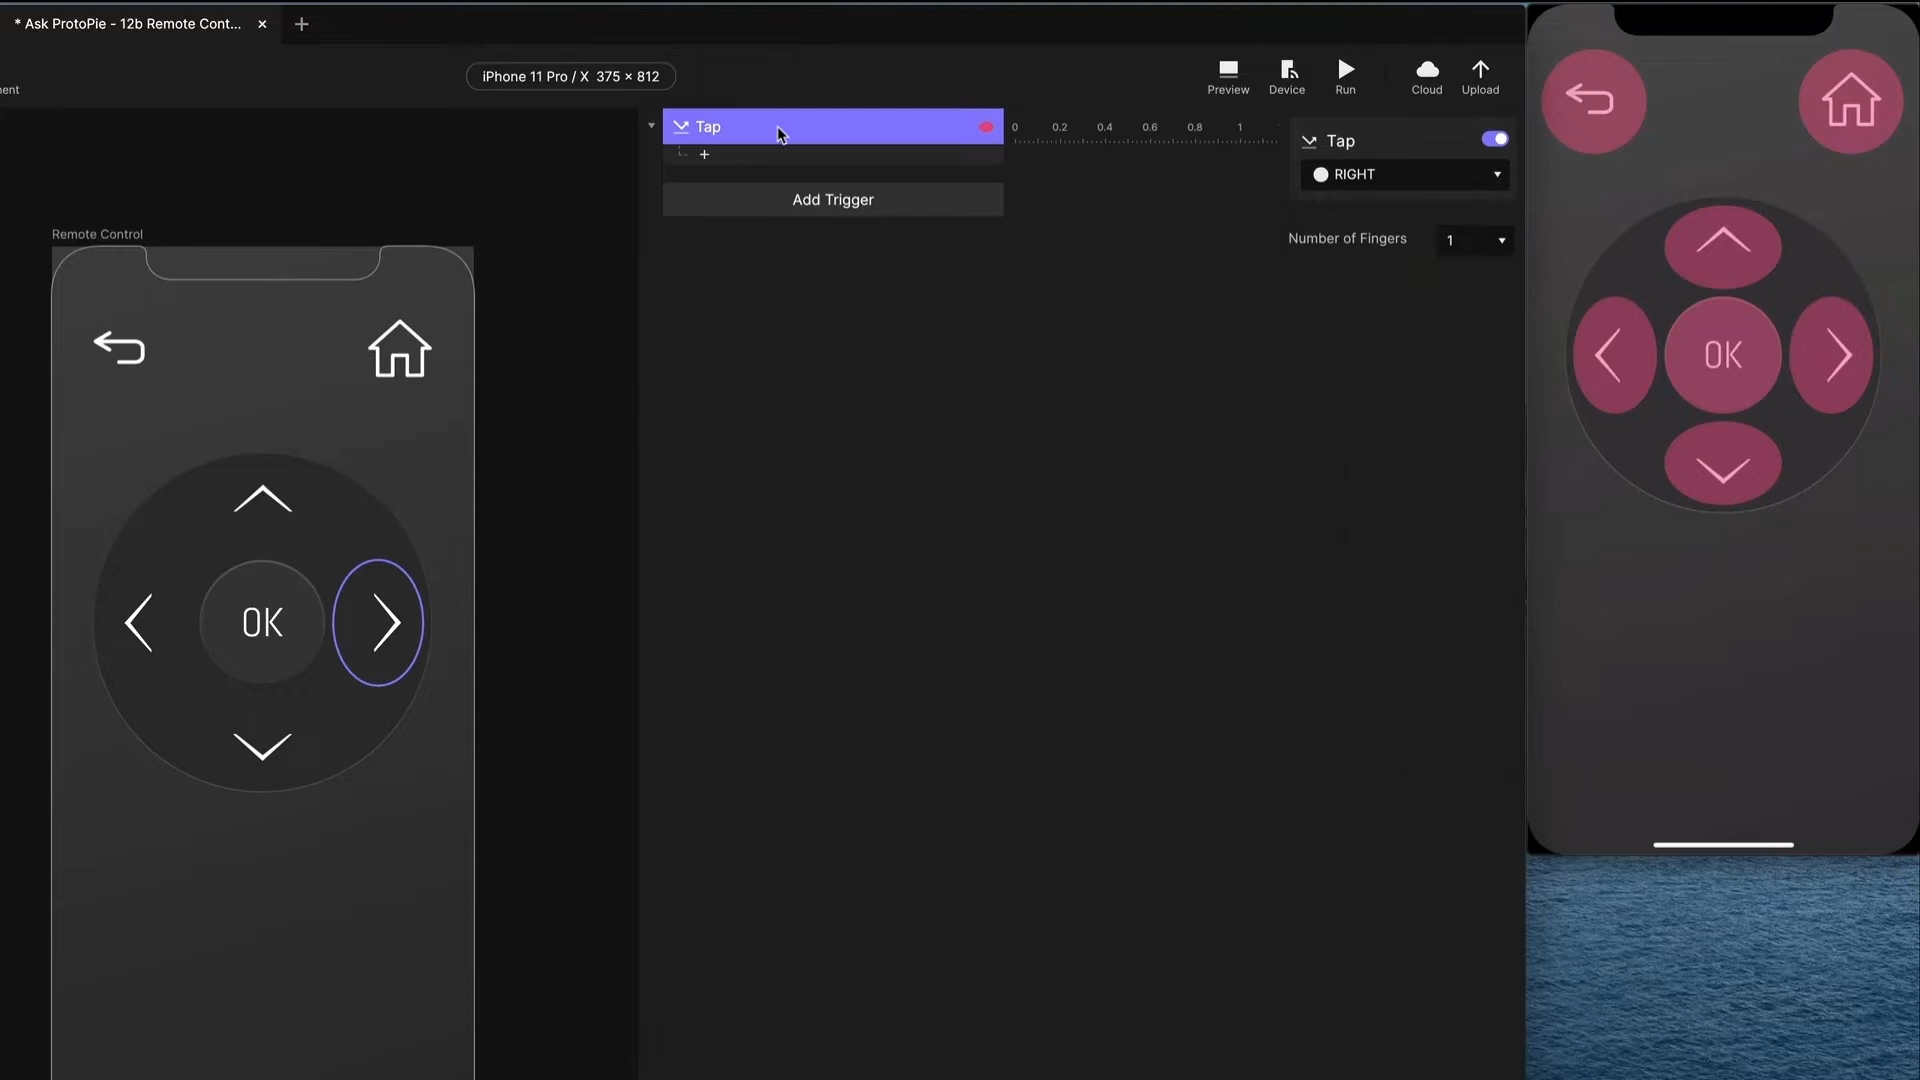 * Ask ProtoPie - 12b Remote Cont...
ent
iPhone 11 Pro / X 375 × 812
Preview
Device
Run
Cloud
Upload
Tap
0 0.2 0.4 0.6 0.8 1
Add Trigger
Tap
RIGHT
Number of Fingers
1
Remote Control
OK
OK